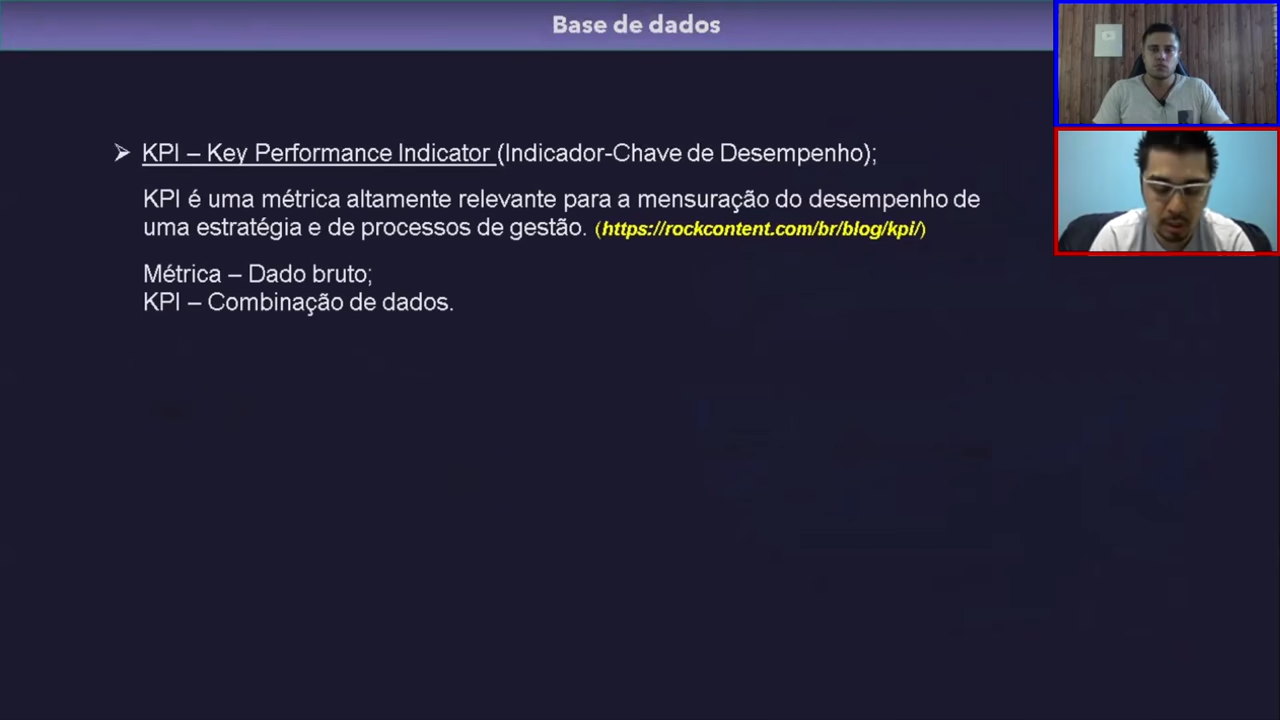 Base de dados
➢ KPI – Key Performance Indicator (Indicador-Chave de Desempenho);
KPI é uma métrica altamente relevante para a mensuração do desempenho de
uma estratégia e de processos de gestão. (https://rockcontent.com/br/blog/kpi/)
Métrica – Dado bruto;
KPI – Combinação de dados.